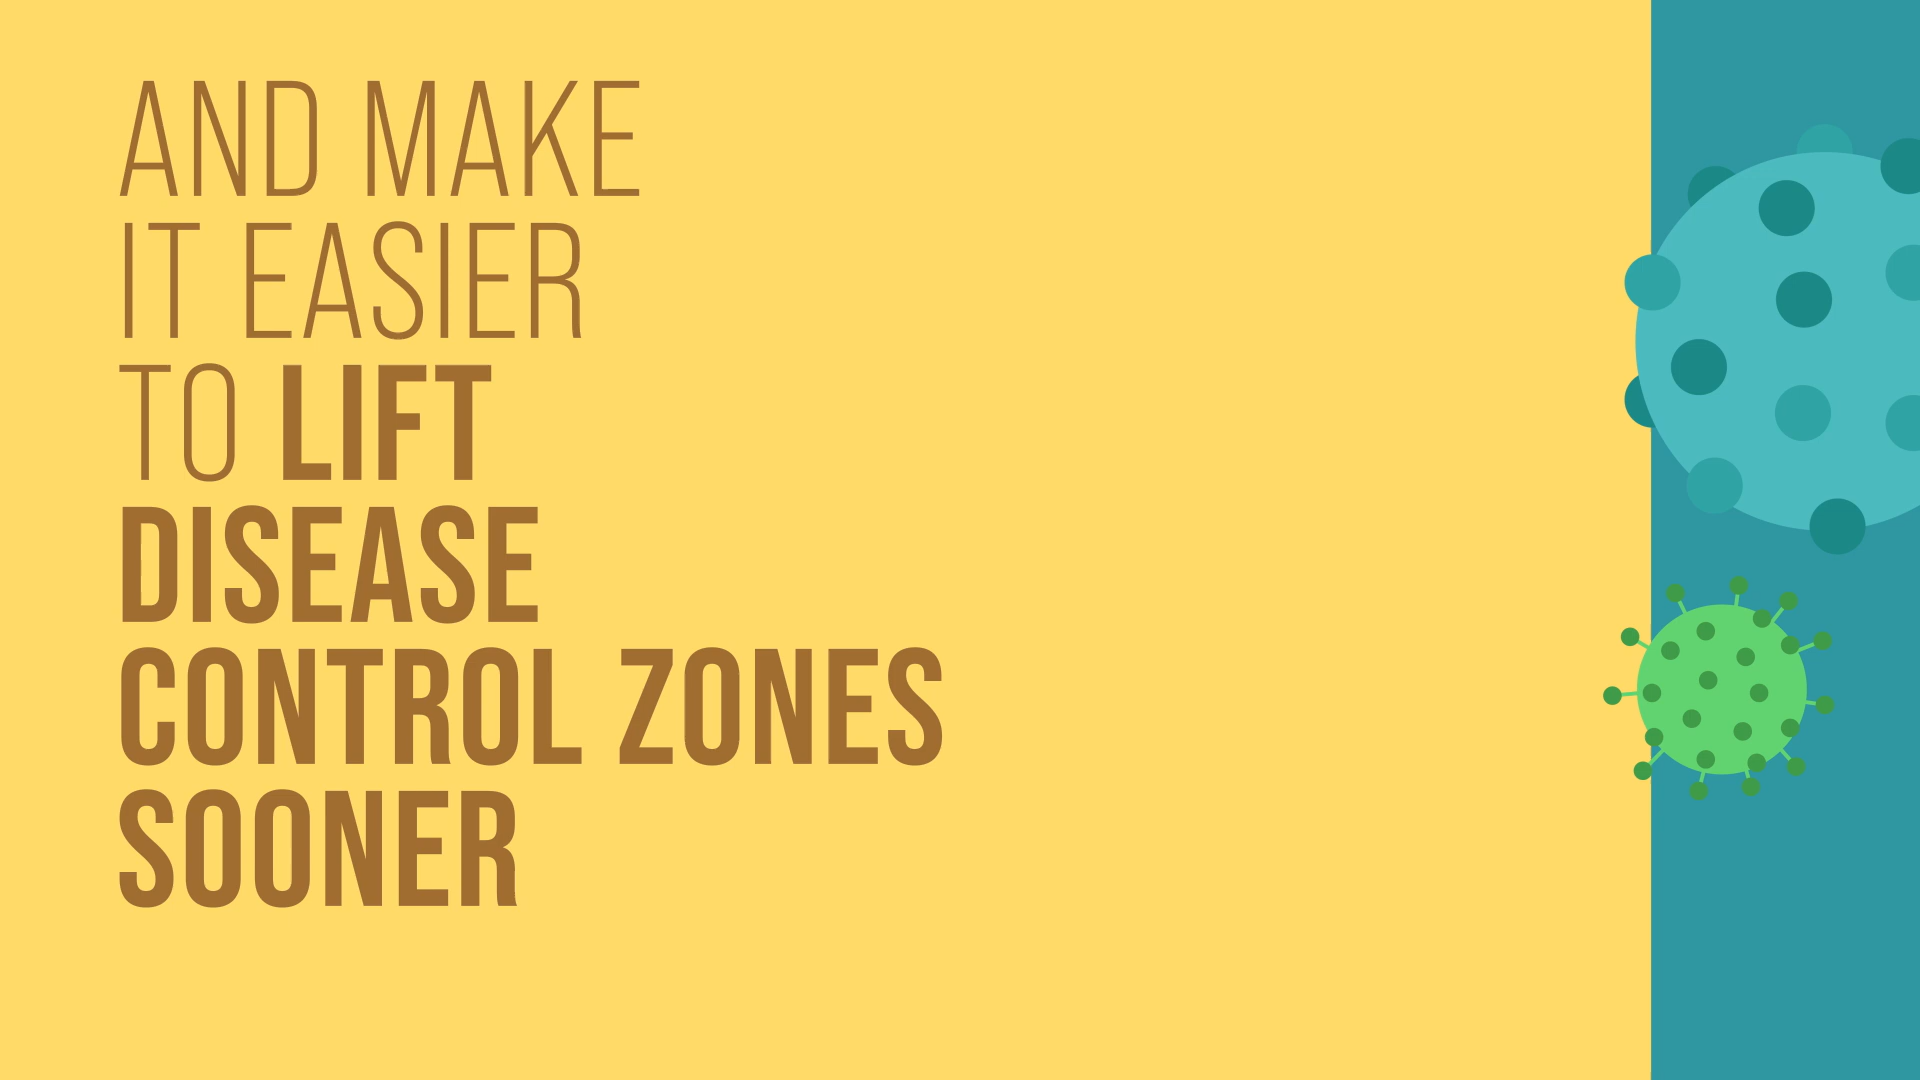 AND MAKE
IT EASIER
TO LIFT
DISEASE
CONTROL ZONES
SOONER